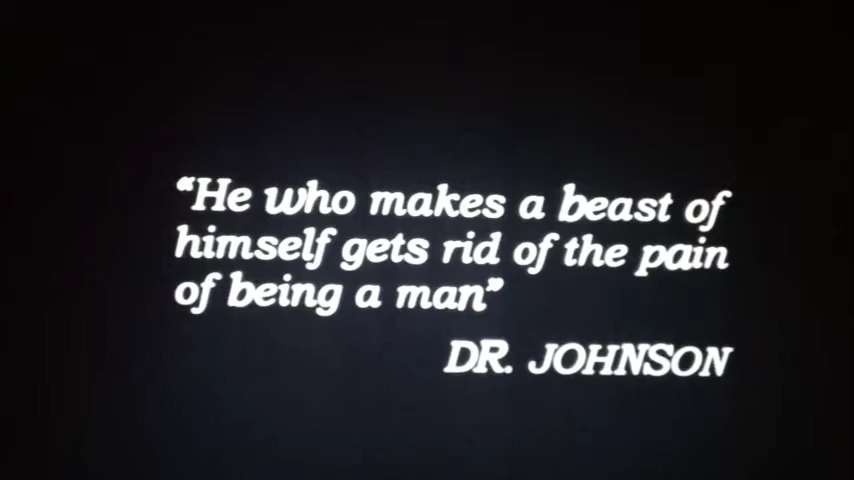 “He who makes a beast of
himself gets rid of the pain
of being a man”
DR. JOHNSON